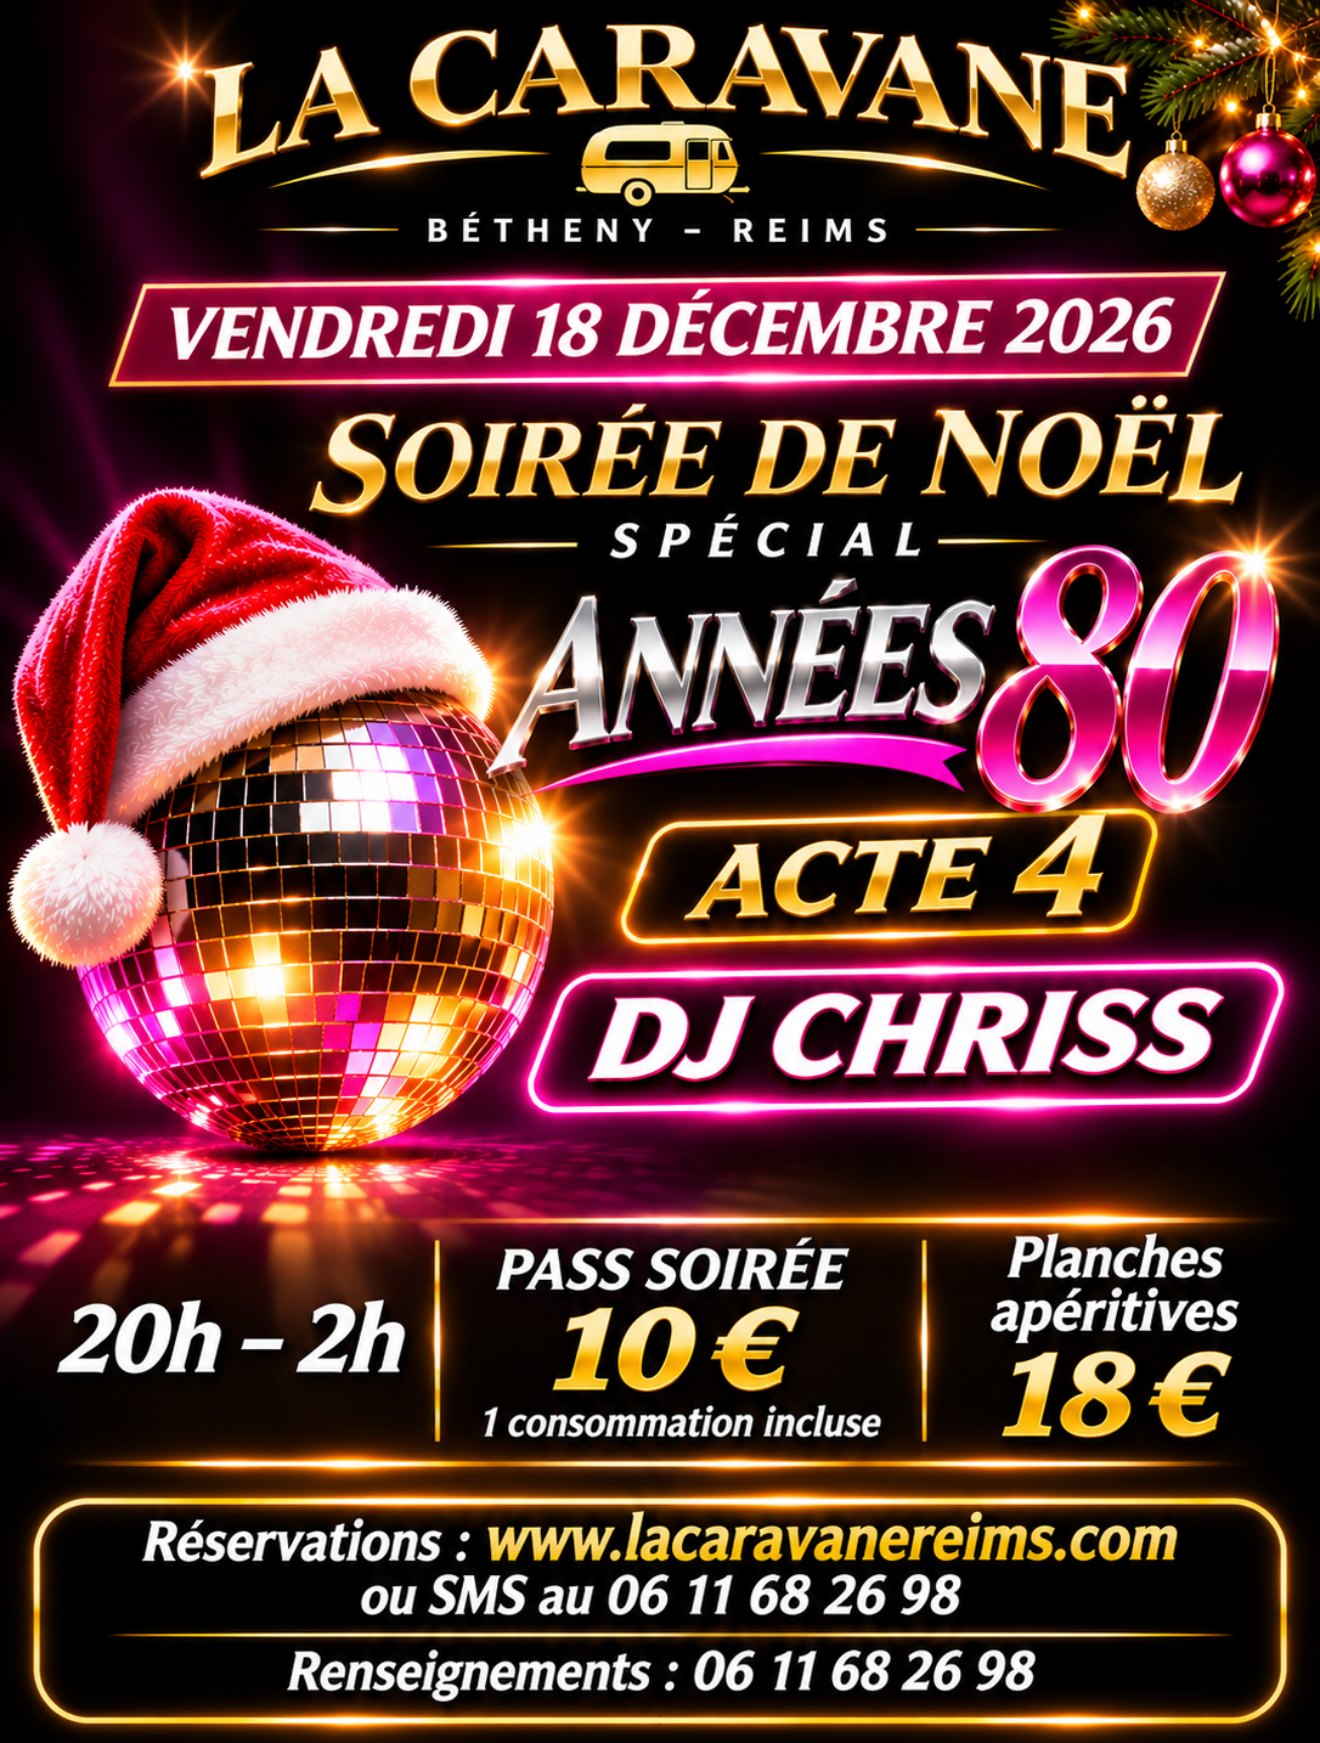 LA CARAVANE
BÉTHENY - REIMS
VENDREDI 18 DÉCEMBRE 2026
SOIRÉE DE NOËL
SPÉCIAL
ANNÉES 80
ACTE 4
DJ CHRISS
20h - 2h
PASS SOIRÉE
10 €
1 consommation incluse
Planches
apéritives
18 €
Réservations : www.lacaravanereims.com
ou SMS au 06 11 68 26 98
Renseignements : 06 11 68 26 98